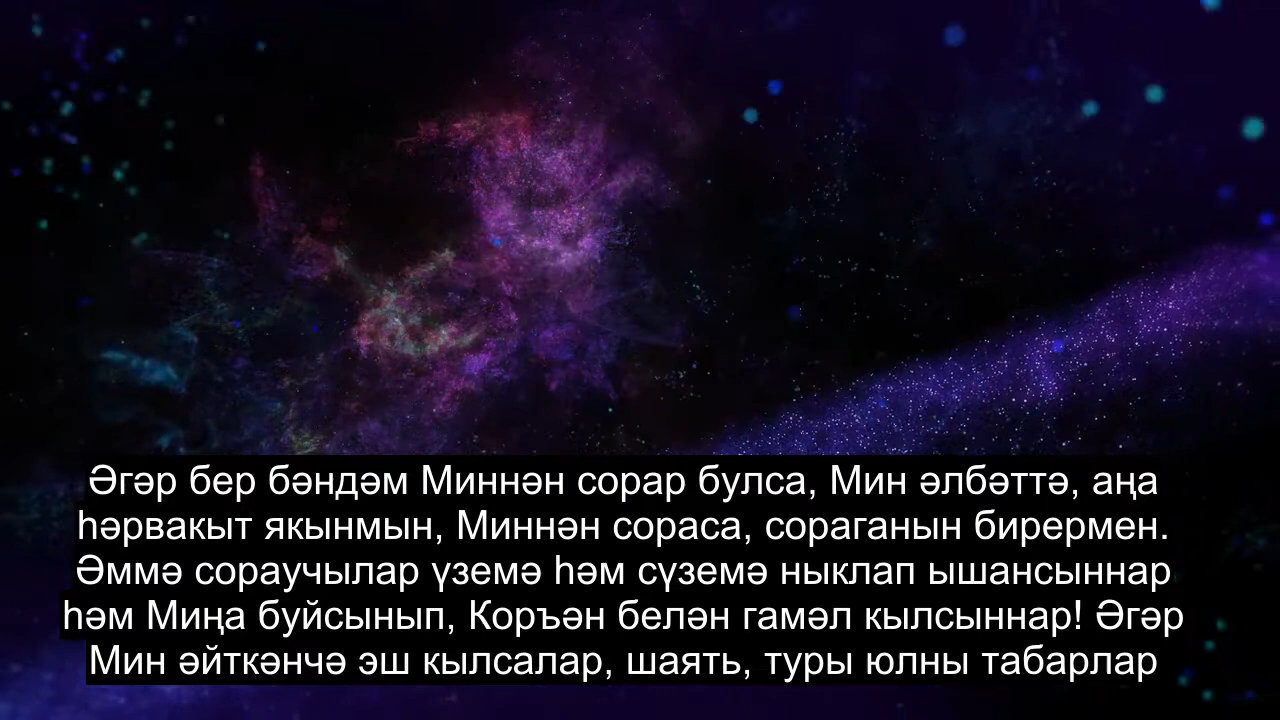 Әгәр бер бәндәм Миннән сорар булса, Мин әлбәттә, аңа
һәрвакыт якынмын, Миннән сораса, сораганын бирермен.
Әммә сораучылар үземә һәм сүземә ныклап ышансыннар
һәм Миңа буйсынып, Коръән белән гамәл кылсыннар! Әгәр
Мин әйткәнчә эш кылсалар, шаять, туры юлны табарлар